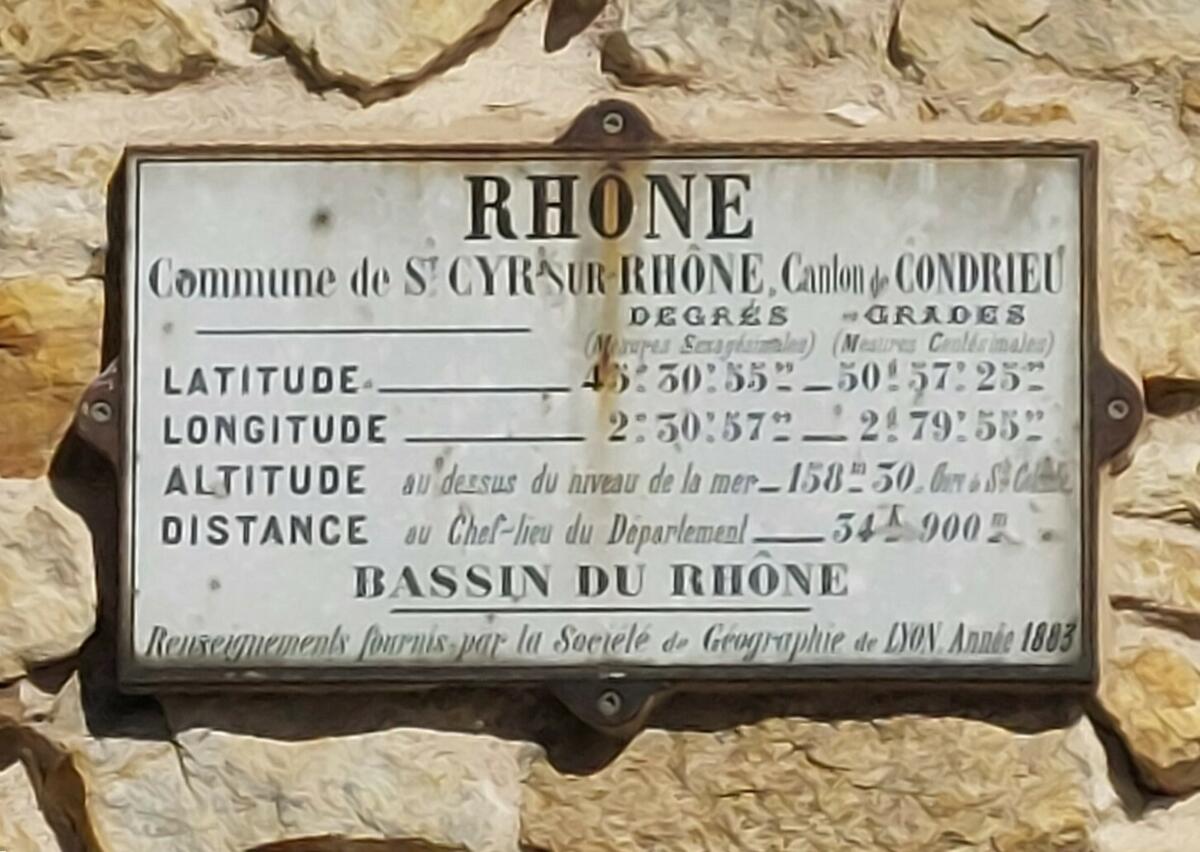 RHÔNE
Commune de S.T CYR SUR RHÔNE, Canton de CONDRIEU
DEGRÉS GRADES
(Mesures Sexagésimales) (Mesures Centésimales)
LATITUDE 45° 30' 55" 50G 57' 25"
LONGITUDE 2° 30' 57" 2G 79' 55"
ALTITUDE au dessus du niveau de la mer 158m 30
DISTANCE au Chef-lieu du Département 34K 900m
BASSIN DU RHÔNE
Renseignements fournis par la Société de Géographie de LYON Année 1883